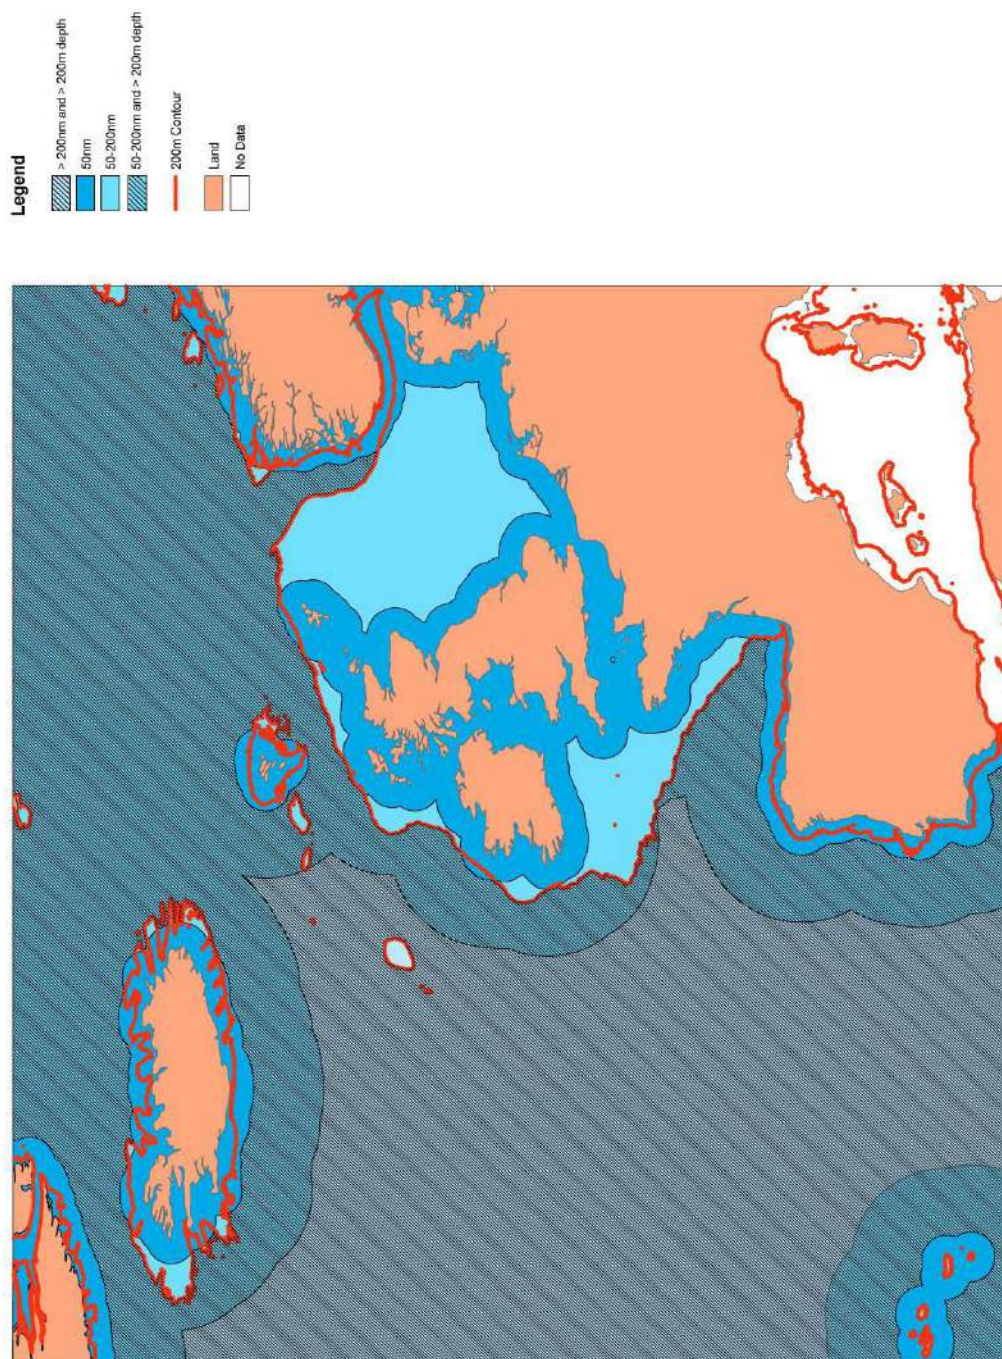 Legend
> 200nm and > 200m depth
50nm
50-200nm
50-200nm and > 200m depth
200m Contour
Land
No Data